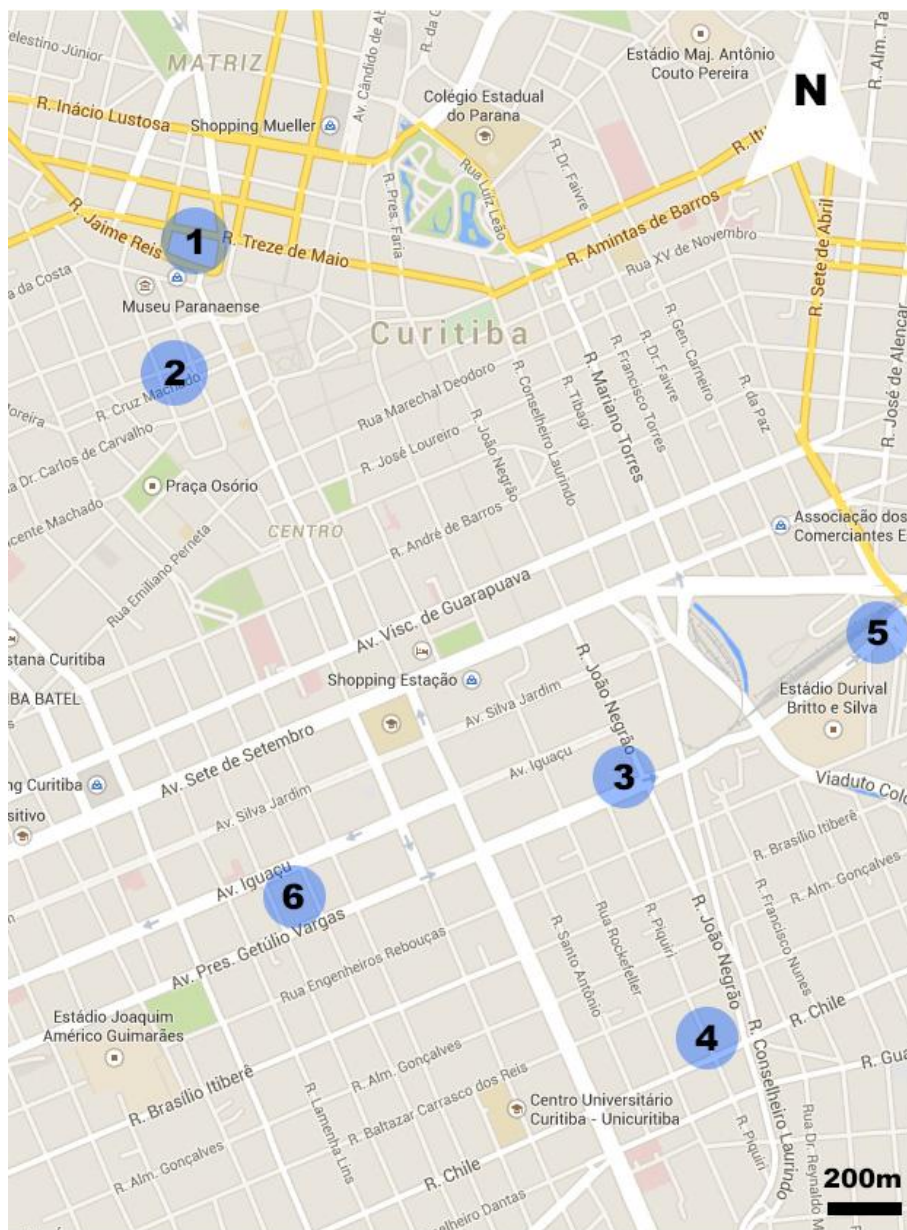 elestino Júnior
MATRIZ
Av. Cândido de A
R. da G
Estádio Maj. Antônio
Couto Pereira
R. Alm. Ta
N
R. Inácio Lustosa
Shopping Mueller
Colégio Estadual
do Parana
R. Itu
R. Dr. Faivre
Rua Luiz Leão
R. Pres. Faria
R. Jaime Reis
1
R. Treze de Maio
R. Amintas de Barros
Rua XV de Novembro
R. Sete de Abril
a da Costa
Museu Paranaense
Curitiba
R. Gen. Carneiro
R. Dr. Faivre
R. Francisco Torres
R. Mariano Torres
R. José de Alencar
2
R. Cruz Machado
oreira
Rua Marechal Deodoro
R. Conselheiro Laurindo
R. Tibagi
R. da Paz
a Dr. Carlos de Carvalho
R. José Loureiro
R. João Negrão
Praça Osório
icente Machado
CENTRO
R. André de Barros
Associação dos
Comerciantes E
Rua Emiliano Perneta
Av. Visc. de Guarapuava
5
stana Curitiba
Shopping Estação
R. João Negrão
IBA BATEL
Av. Silva Jardim
Estádio Durival
Britto e Silva
Av. Sete de Setembro
ng Curitiba
Av. Iguaçu
3
Viaduto Colo
sitivo
Av. Silva Jardim
R. Brasílio Itiberê
Av. Iguaçu
6
R. Alm. Gonçalves
Av. Pres. Getúlio Vargas
R. João Negrão
R. Francisco Nunes
R. Piquiri
Rua Rockefeller
R. Santo Antônio
Rua Engenheiros Rebouças
Estádio Joaquim
Américo Guimarães
4
R. Chile
R. Alm. Gonçalves
R. Conselheiro Laurindo
R. Gua
R. Brasílio Itiberê
R. Lamenha Lins
R. Baltazar Carrasco dos Reis
Centro Universitário
Curitiba - Unicuritiba
R. Piquiri
Rua Dr. Reynaldo M
R. Alm. Gonçalves
R. Chile
200m
onselheiro Dantas